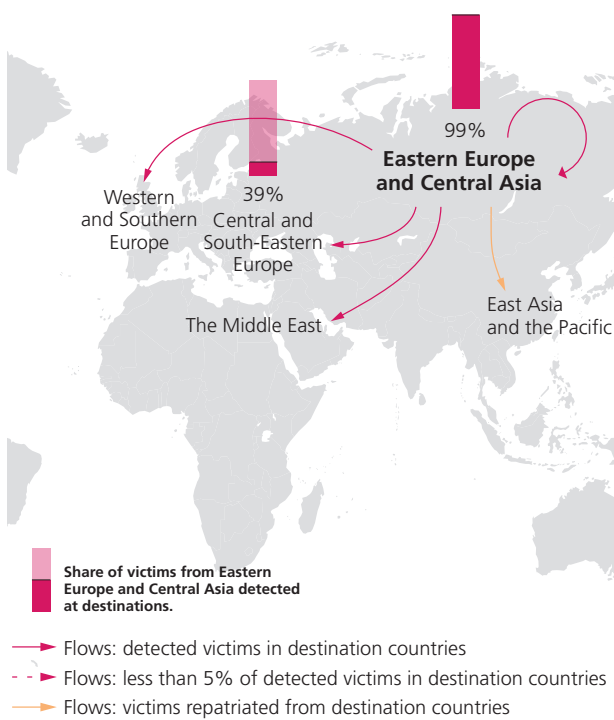 99%
Eastern Europe
and Central Asia
Western
and Southern
Europe
39%
Central and
South-Eastern
Europe
The Middle East
East Asia
and the Pacific
Share of victims from Eastern
Europe and Central Asia detected
at destinations.
Flows: detected victims in destination countries
Flows: less than 5% of detected victims in destination countries
Flows: victims repatriated from destination countries